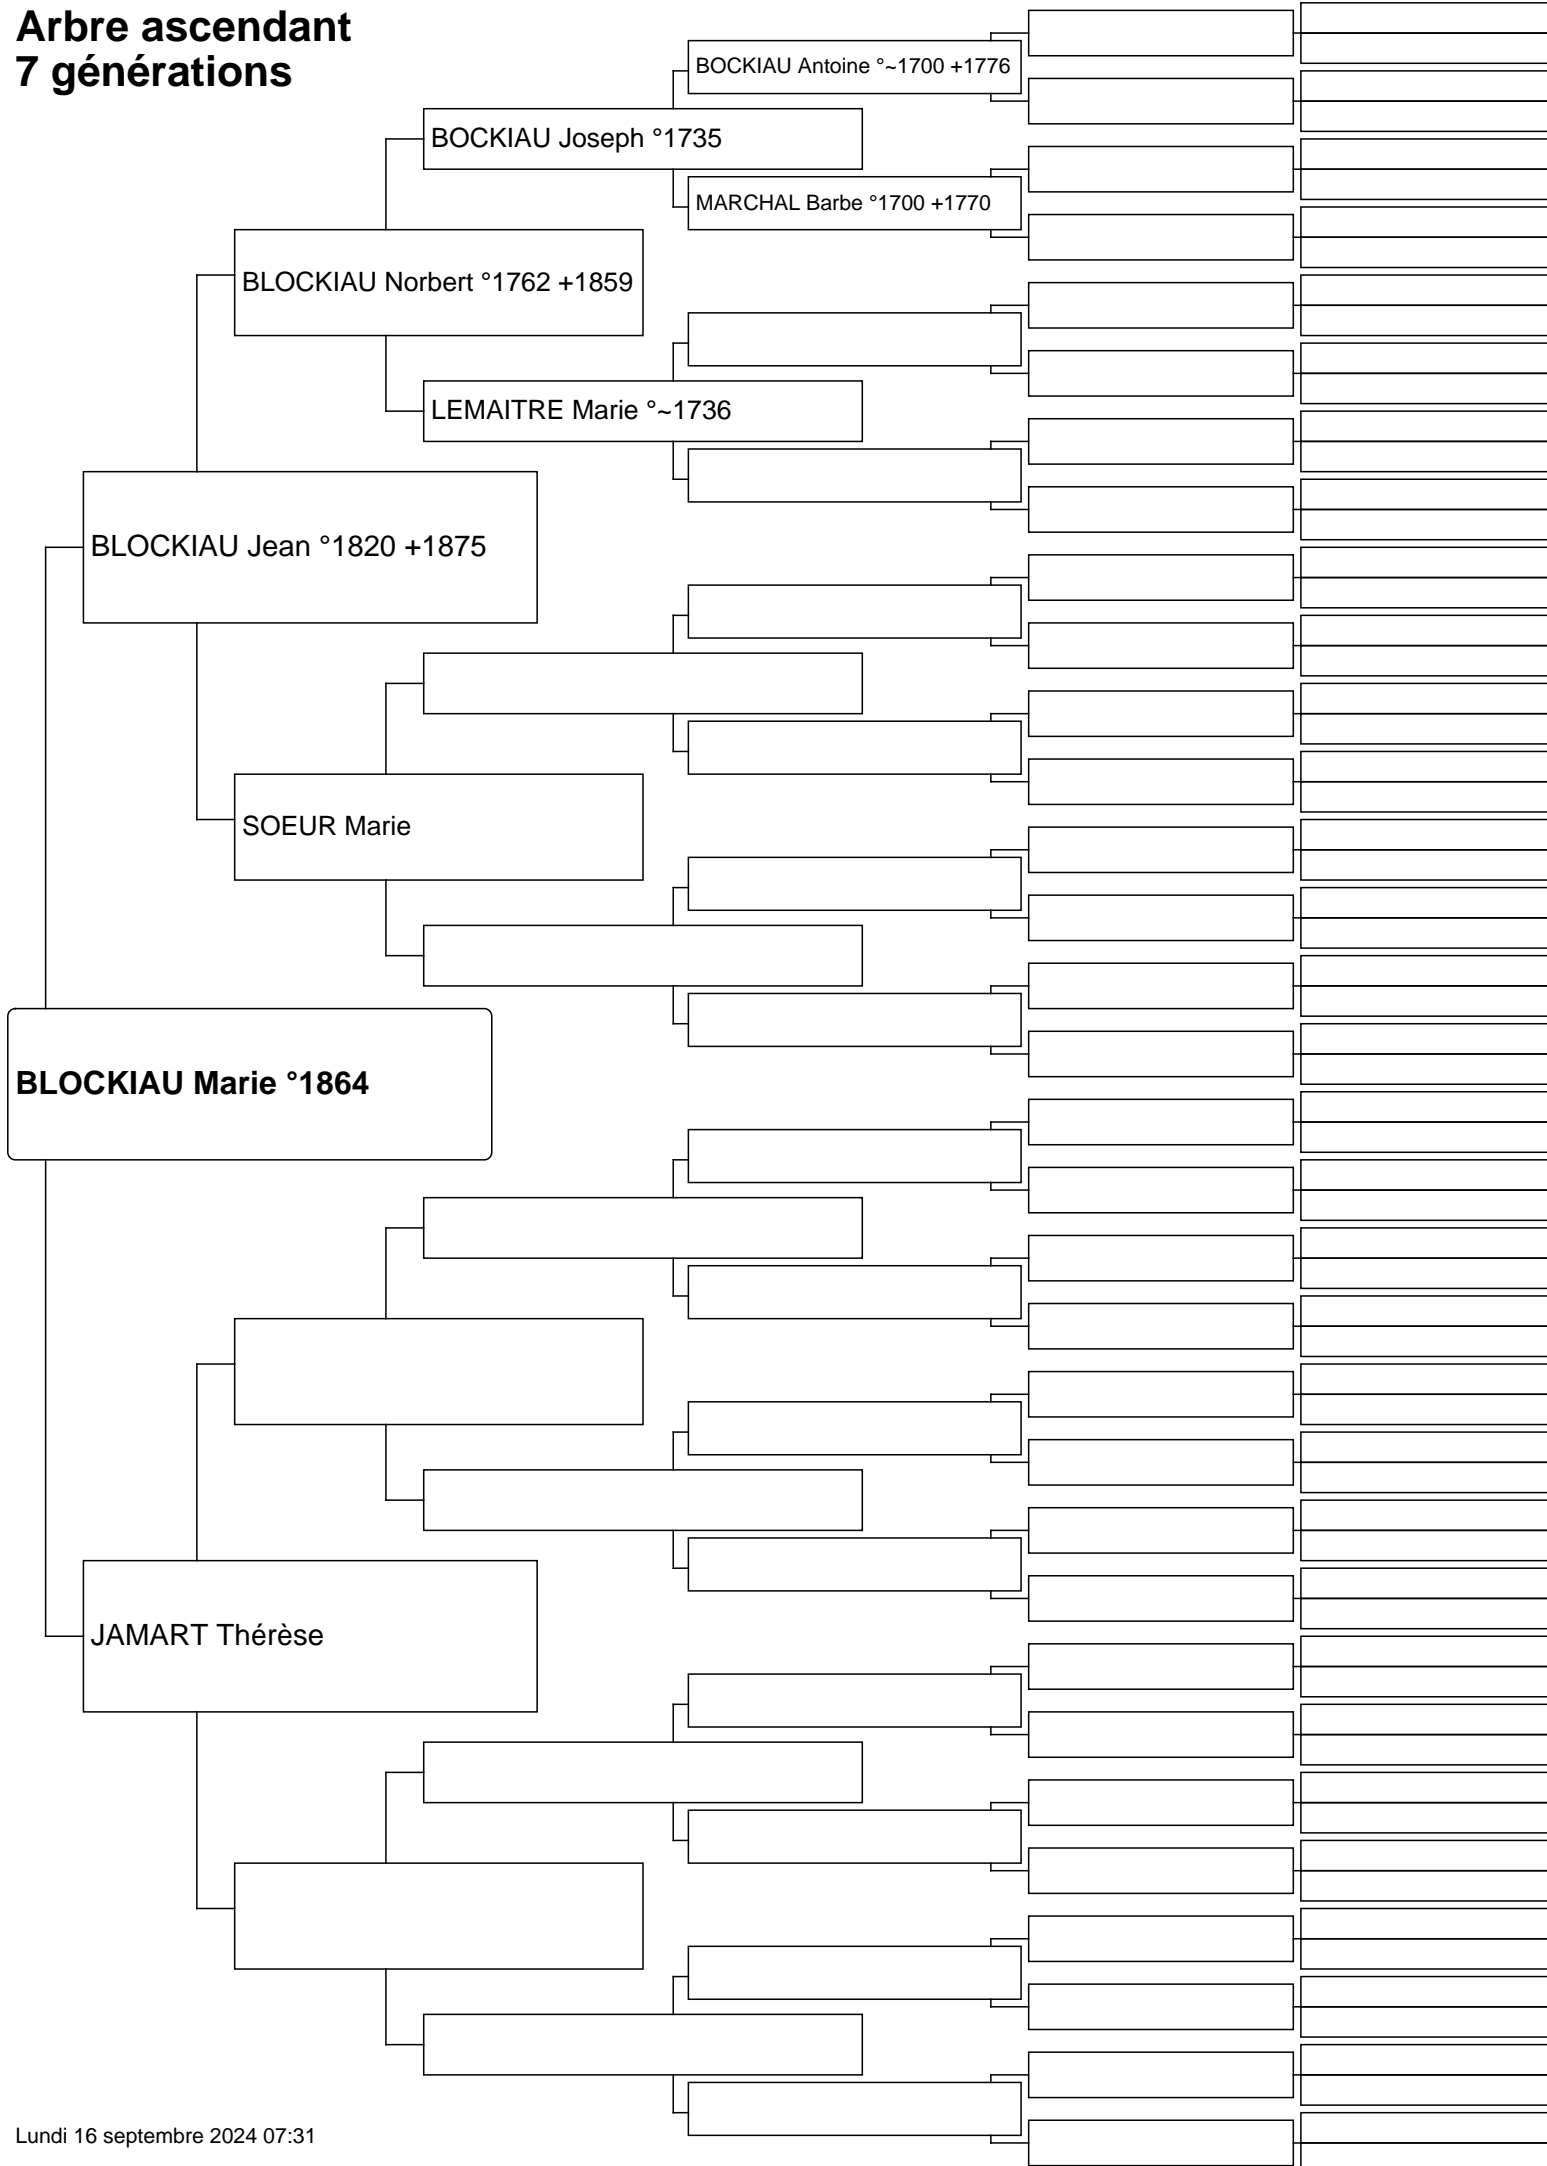 Arbre ascendant
7 générations
BOCKIAU Antoine °~1700 +1776
BOCKIAU Joseph °1735
MARCHAL Barbe °1700 +1770
BLOCKIAU Norbert °1762 +1859
LEMAITRE Marie °~1736
BLOCKIAU Jean °1820 +1875
SOEUR Marie
BLOCKIAU Marie °1864
JAMART Thérèse
Lundi 16 septembre 2024 07:31